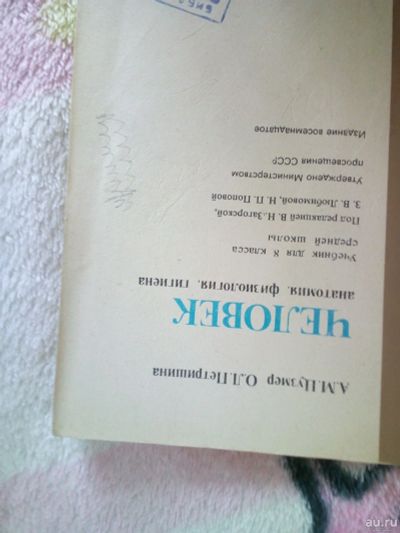 А.М.Цузмер О.Л.Петришина
ЧЕЛОВЕК
анатомия, физиология, гигиена
Учебник для 8 класса
средней школы
Под редакцией Н. В. Загорской,
З. В. Любимовой, Н. П. Поповой
Утверждено Министерством
просвещения СССР
Издание восемнадцатое
БИБЛ
au.ru